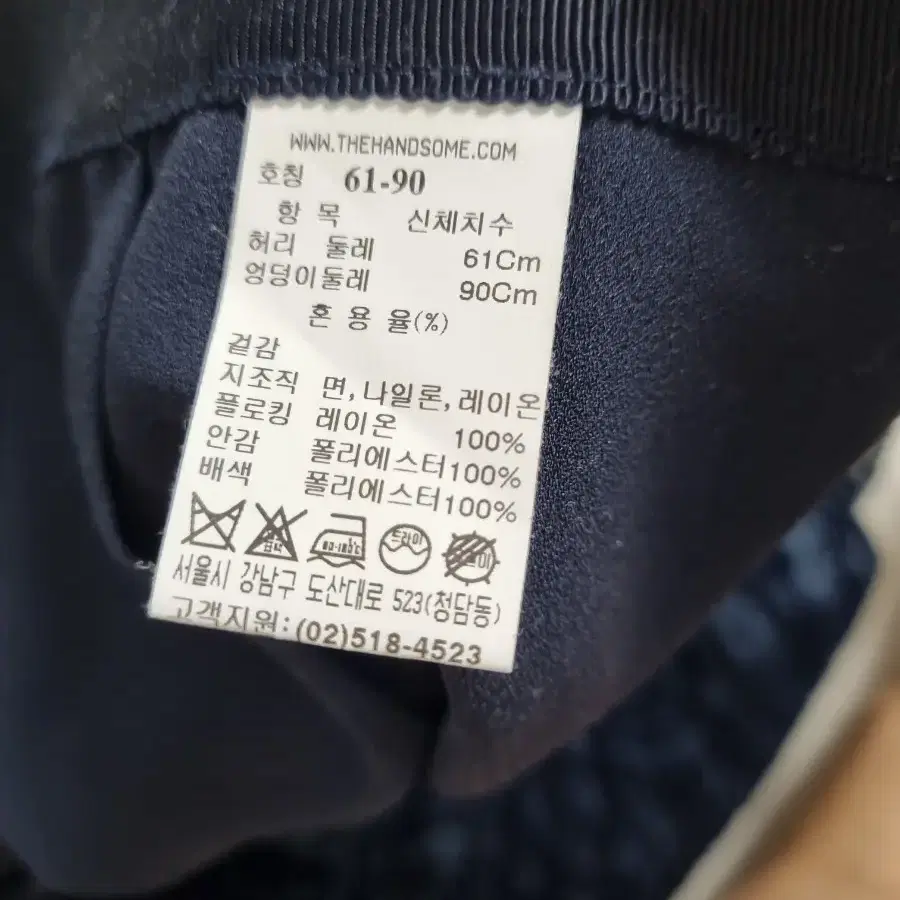 WWW.THEHANDSOME.COM
호칭 61-90
항 목 신체치수
허리 둘레 61Cm
엉덩이둘레 90Cm
혼 용 율(%)
겉감
지조직 면,나일론,레이온
플로킹 레이온 100%
안감 폴리에스터100%
배색 폴리에스터100%
드라이
서울시 강남구 도산대로 523(청담동)
고객지원:(02)518-4523